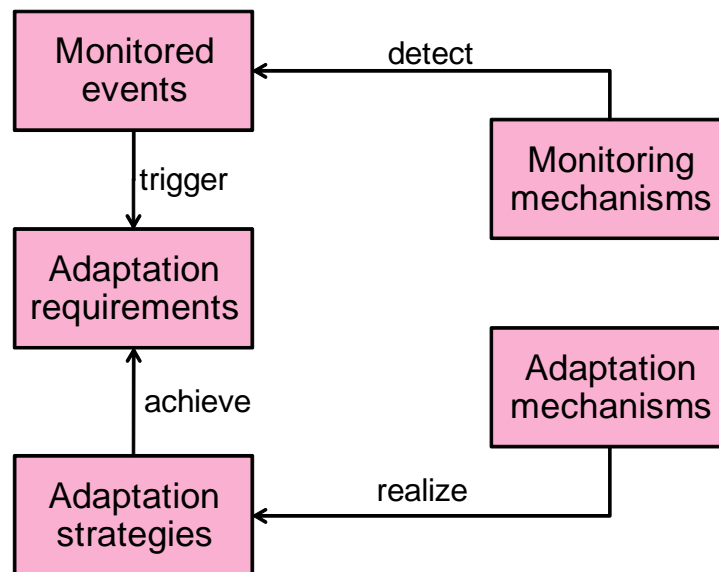 Monitored
events
detect
Monitoring
mechanisms
trigger
Adaptation
requirements
Adaptation
mechanisms
achieve
Adaptation
strategies
realize